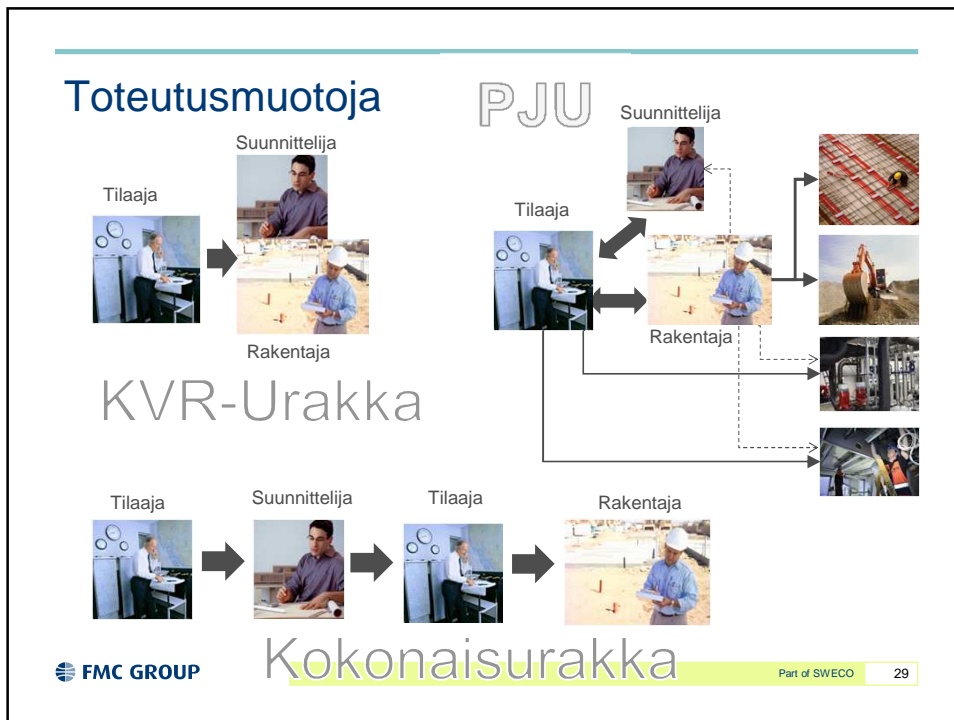 Toteutusmuotoja
PJU
Suunnittelija
Tilaaja
Rakentaja
KVR-Urakka
Suunnittelija
Tilaaja
Rakentaja
Tilaaja
Suunnittelija
Tilaaja
Rakentaja
Kokonaisurakka
FMC GROUP
Part of SWECO
29